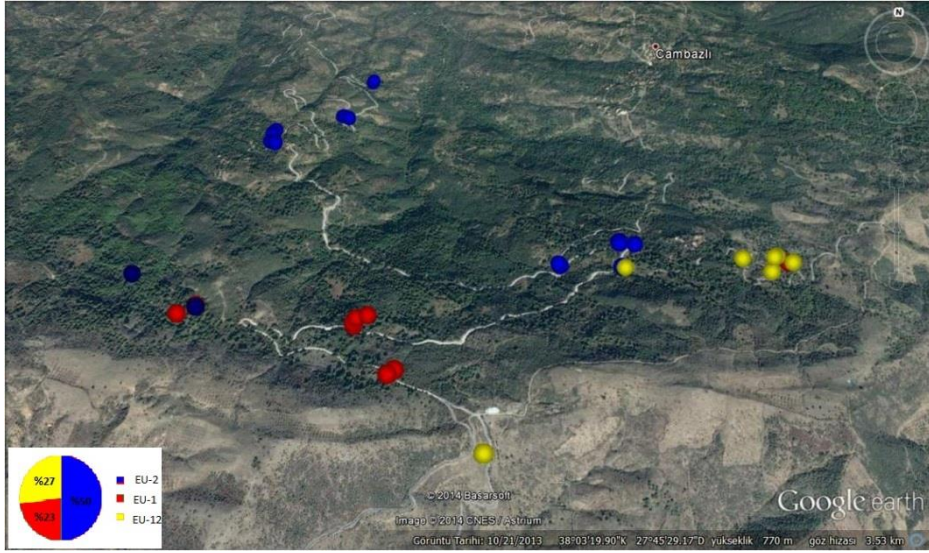 N
Cambazlı
%27
%50
%23
EU-2
EU-1
EU-12
© 2014 Basarsoft
Image © 2014 CNES / Astrium
Google earth
Görüntü Tarihi: 10/21/2013 38°03'19.90"K 27°45'29.17"D yükseklik 770 m göz hizası 3.53 km